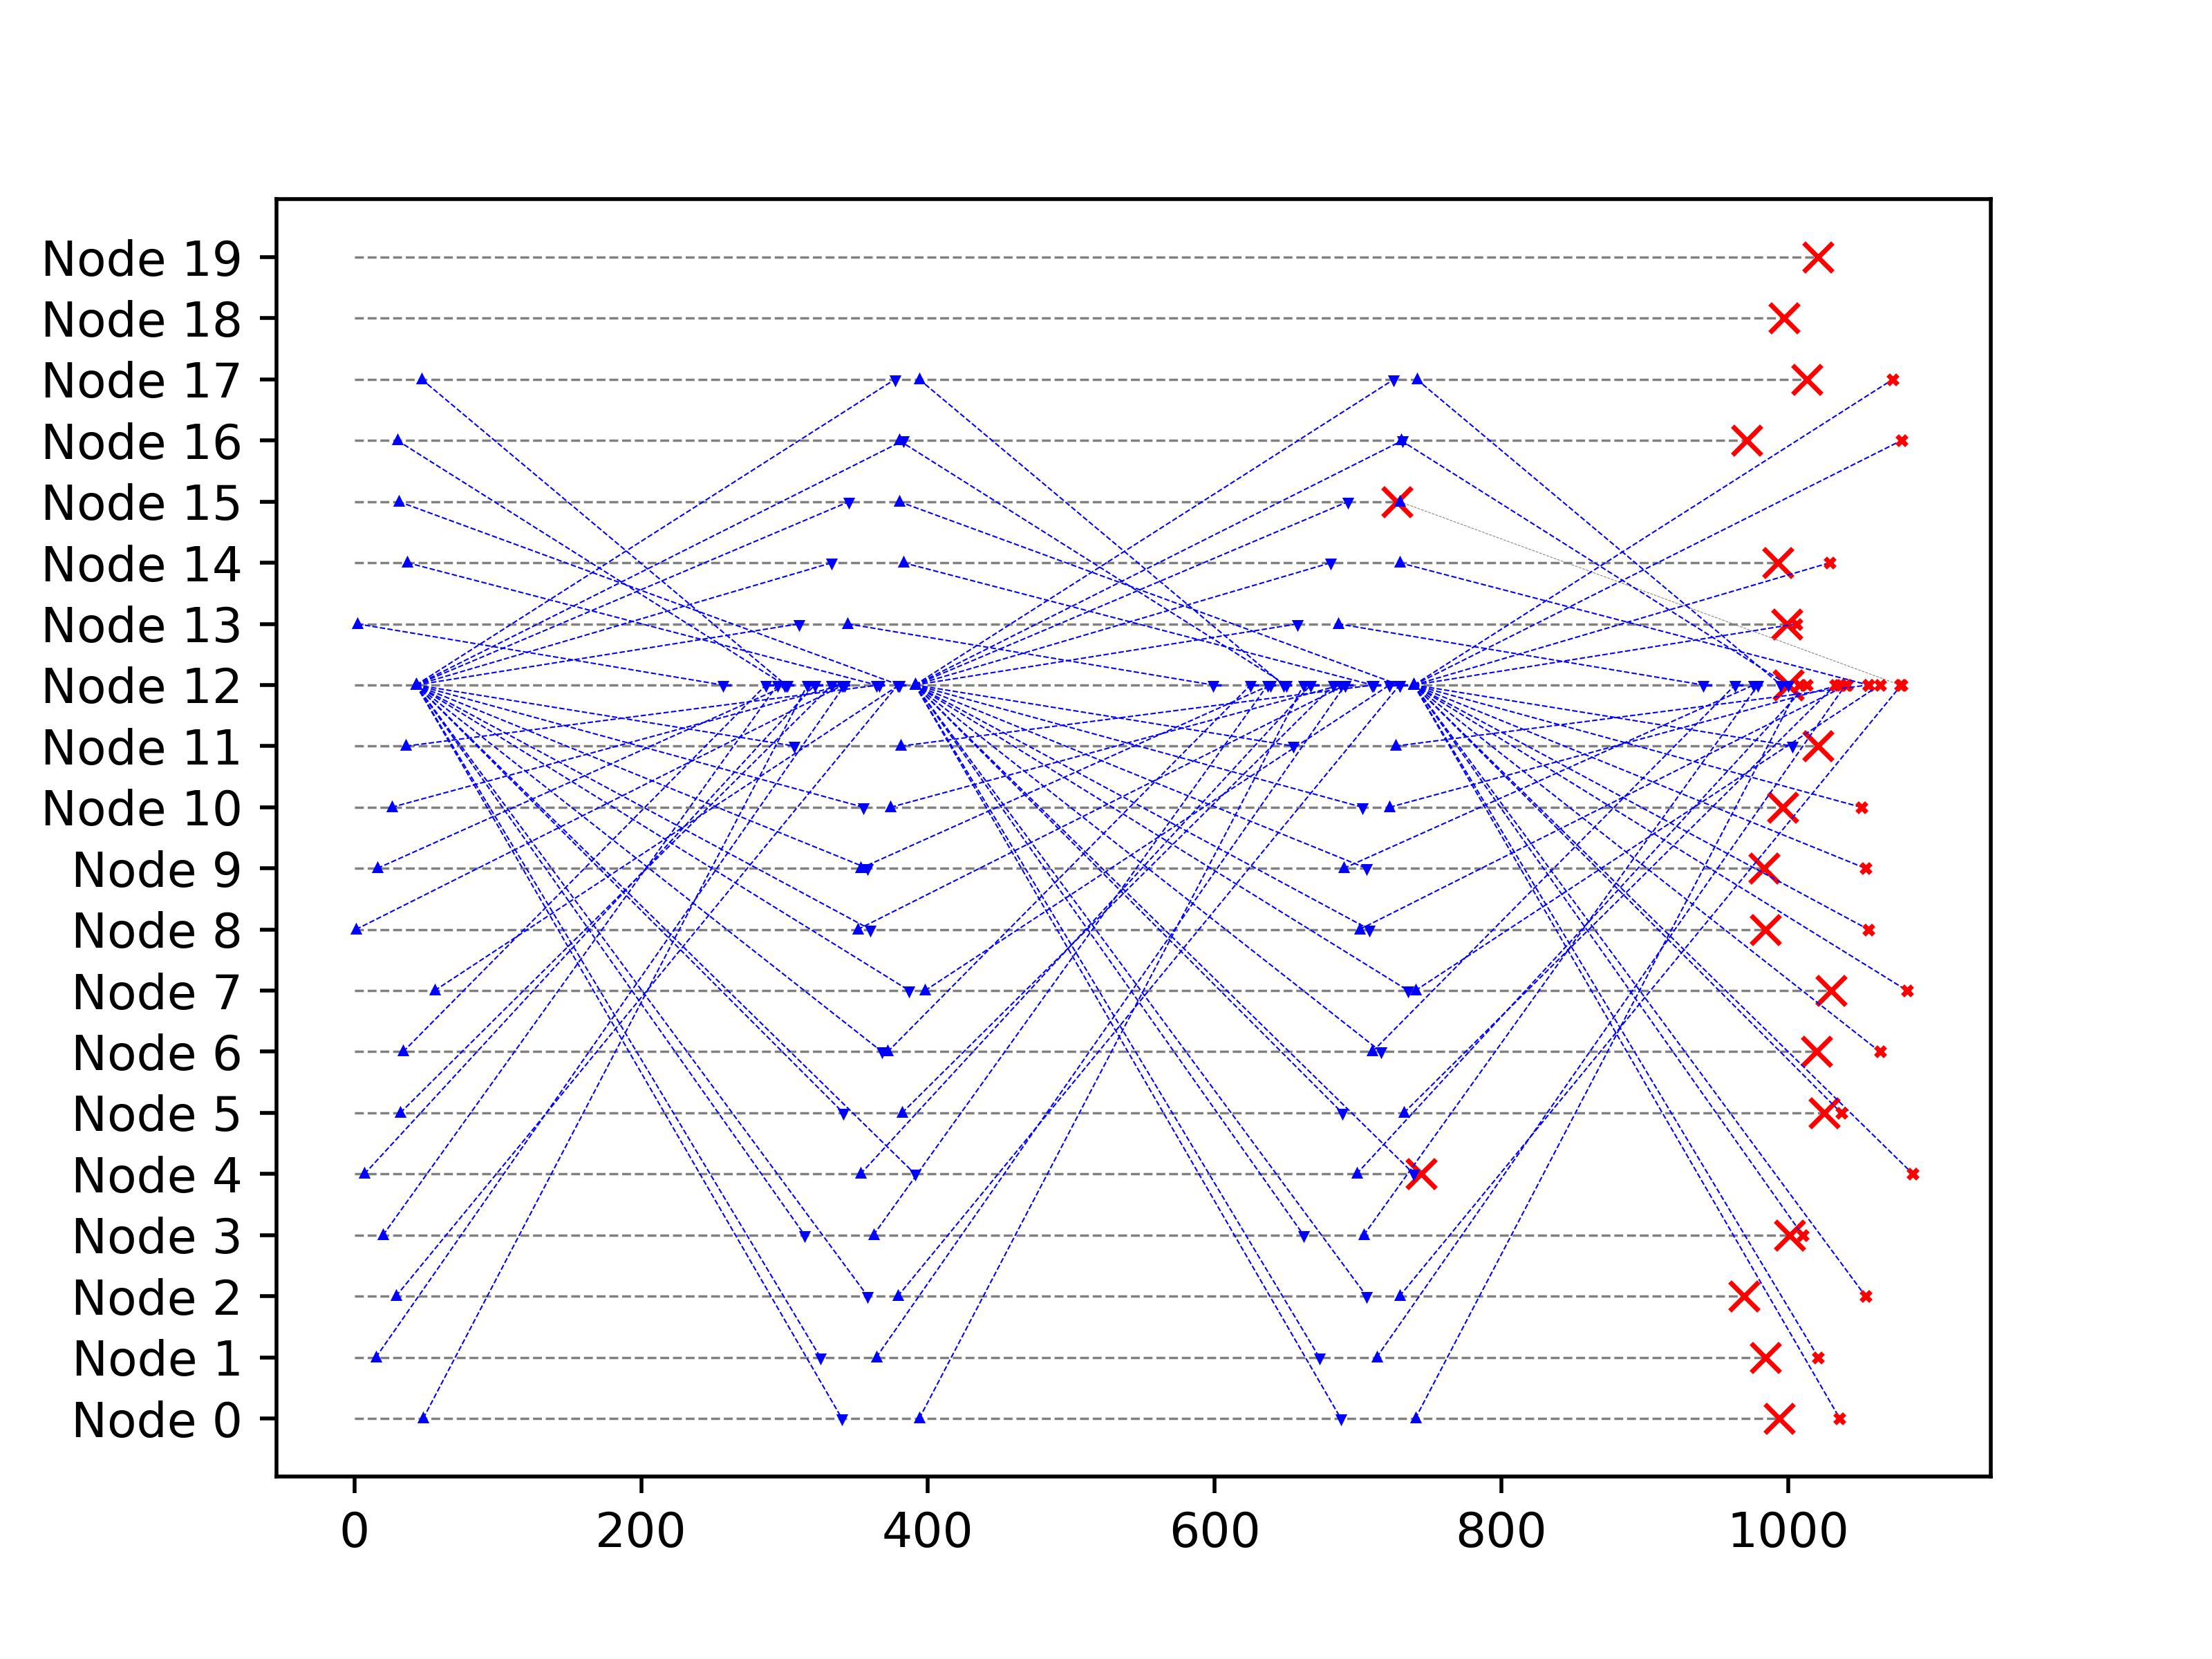 Node 19
Node 18
Node 17
Node 16
Node 15
Node 14
Node 13
Node 12
Node 11
Node 10
Node 9
Node 8
Node 7
Node 6
Node 5
Node 4
Node 3
Node 2
Node 1
Node 0
0 200 400 600 800 1000